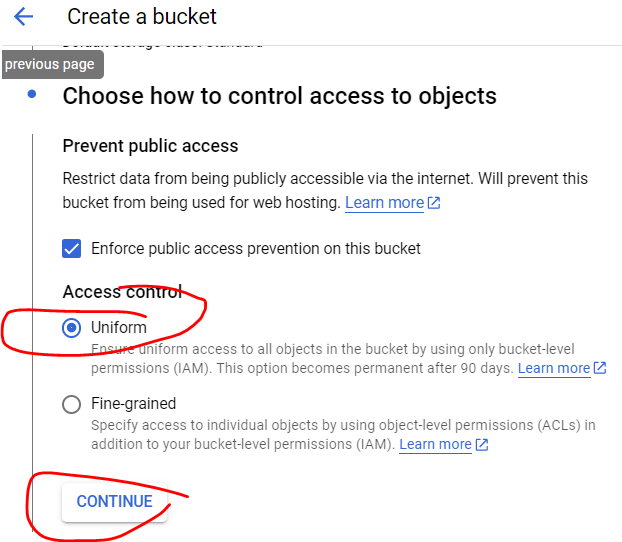 Create a bucket
Default storage class: Standard
previous page
Choose how to control access to objects
Prevent public access
Restrict data from being publicly accessible via the internet. Will prevent this
bucket from being used for web hosting. Learn more
Enforce public access prevention on this bucket
Access control
Uniform
Ensure uniform access to all objects in the bucket by using only bucket-level
permissions (IAM). This option becomes permanent after 90 days. Learn more
Fine-grained
Specify access to individual objects by using object-level permissions (ACLs) in
addition to your bucket-level permissions (IAM). Learn more
CONTINUE